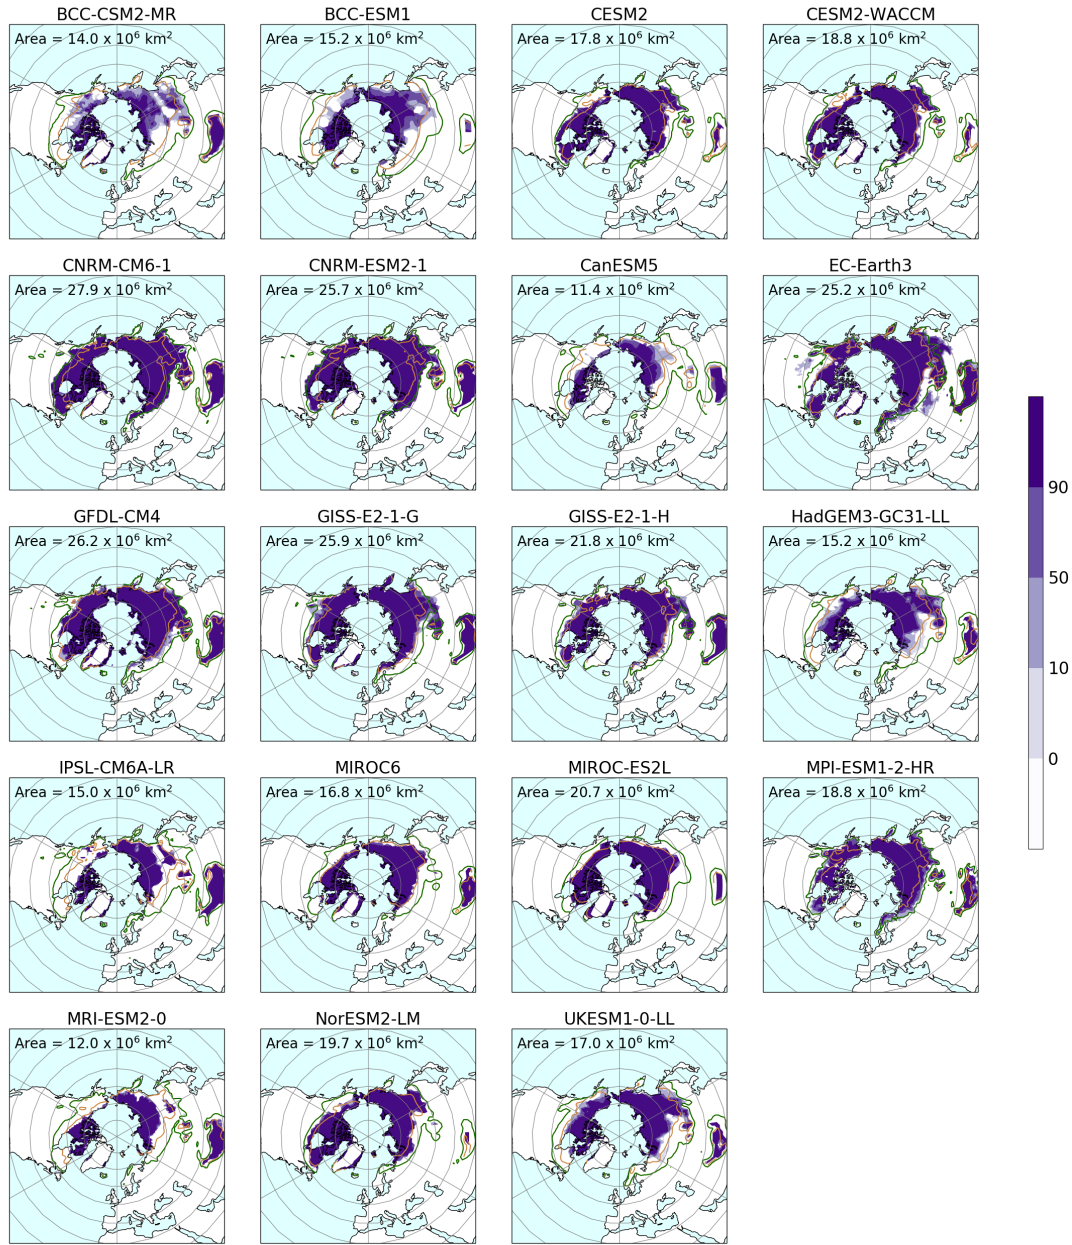 BCC-CSM2-MR
Area = 14.0 x 10⁶ km²
BCC-ESM1
Area = 15.2 x 10⁶ km²
CESM2
Area = 17.8 x 10⁶ km²
CESM2-WACCM
Area = 18.8 x 10⁶ km²
CNRM-CM6-1
Area = 27.9 x 10⁶ km²
CNRM-ESM2-1
Area = 25.7 x 10⁶ km²
CanESM5
Area = 11.4 x 10⁶ km²
EC-Earth3
Area = 25.2 x 10⁶ km²
GFDL-CM4
Area = 26.2 x 10⁶ km²
GISS-E2-1-G
Area = 25.9 x 10⁶ km²
GISS-E2-1-H
Area = 21.8 x 10⁶ km²
HadGEM3-GC31-LL
Area = 15.2 x 10⁶ km²
IPSL-CM6A-LR
Area = 15.0 x 10⁶ km²
MIROC6
Area = 16.8 x 10⁶ km²
MIROC-ES2L
Area = 20.7 x 10⁶ km²
MPI-ESM1-2-HR
Area = 18.8 x 10⁶ km²
MRI-ESM2-0
Area = 12.0 x 10⁶ km²
NorESM2-LM
Area = 19.7 x 10⁶ km²
UKESM1-0-LL
Area = 17.0 x 10⁶ km²
90
50
10
0